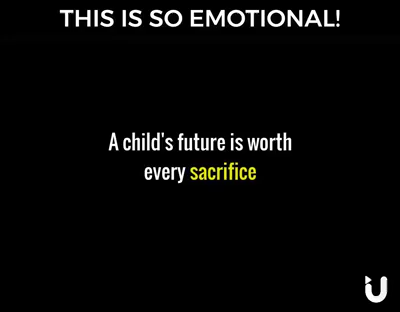 THIS IS SO EMOTIONAL!
A child's future is worth
every sacrifice
U